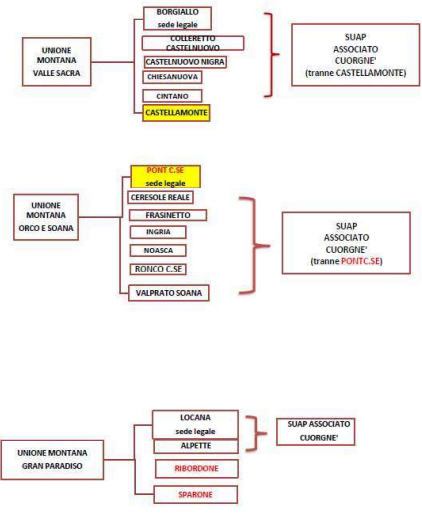 BORGIALLO
sede legale
COLLERETTO
CASTELNUOVO
CASTELNUOVO NIGRA
CHIESANUOVA
CINTANO
CASTELLAMONTE
UNIONE
MONTANA
VALLE SACRA
SUAP
ASSOCIATO
CUORGNE'
(tranne CASTELLAMONTE)
PONT C.SE
sede legale
CERESOLE REALE
FRASINETTO
INGRIA
NOASCA
RONCO C.SE
VALPRATO SOANA
UNIONE
MONTANA
ORCO E SOANA
SUAP
ASSOCIATO
CUORGNE'
(tranne PONTC.SE)
LOCANA
sede legale
ALPETTE
RIBORDONE
SPARONE
UNIONE MONTANA
GRAN PARADISO
SUAP ASSOCIATO
CUORGNE'